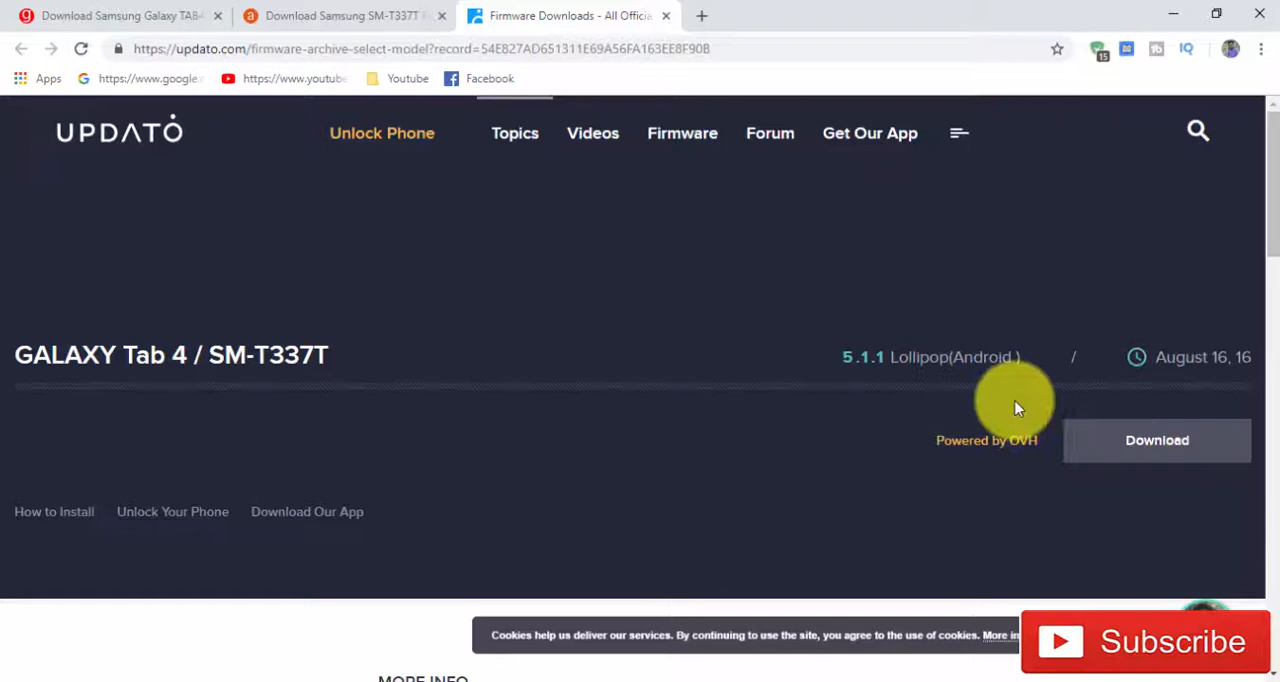 Download Samsung Galaxy TAB4
Download Samsung SM-T337T
Firmware Downloads - All Officia
https://updato.com/firmware-archive-select-model?record=54E827AD651311E69A56FA163EE8F90B
15
Apps
https://www.google.
https://www.youtube
Youtube
Facebook
UPDATO
Unlock Phone
Topics
Videos
Firmware
Forum
Get Our App
GALAXY Tab 4 / SM-T337T
5.1.1 Lollipop(Android ) / August 16, 16
Powered by OVH
Download
How to Install
Unlock Your Phone
Download Our App
Cookies help us deliver our services. By continuing to use the site, you agree to the use of cookies. More in
Subscribe
MORE INFO